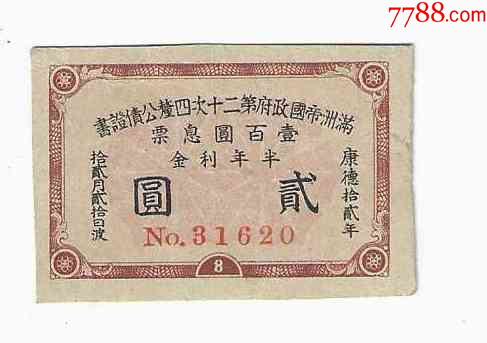 7788.com
滿洲帝國政府第二十次四釐公債證書
壹百圓息票
半年利金
貳圓
康德拾貳年
拾貳月貳拾日渡
No.31620
8